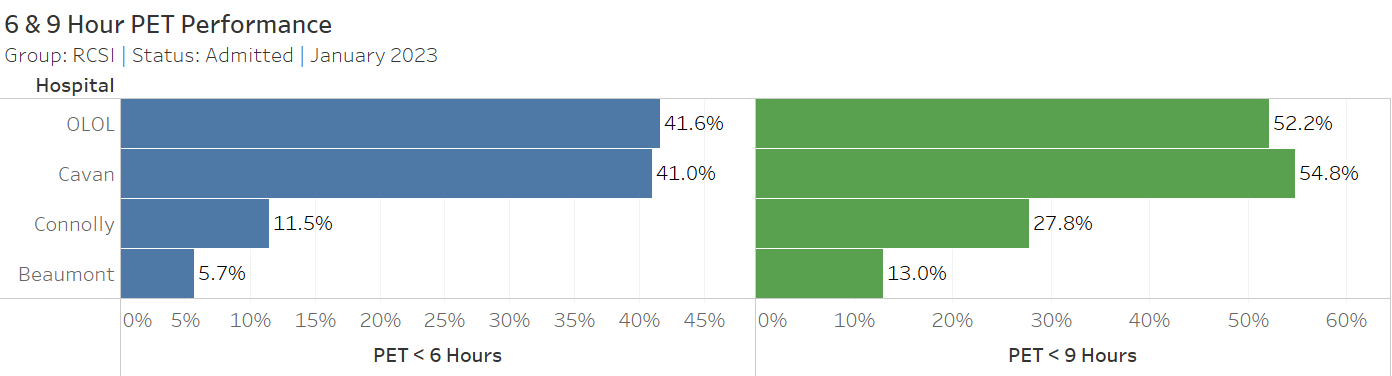 6 & 9 Hour PET Performance
Group: RCSI | Status: Admitted | January 2023
Hospital
OLOL 41.6% 52.2%
Cavan 41.0% 54.8%
Connolly 11.5% 27.8%
Beaumont 5.7% 13.0%
0% 5% 10% 15% 20% 25% 30% 35% 40% 45% 0% 10% 20% 30% 40% 50% 60%
PET < 6 Hours PET < 9 Hours